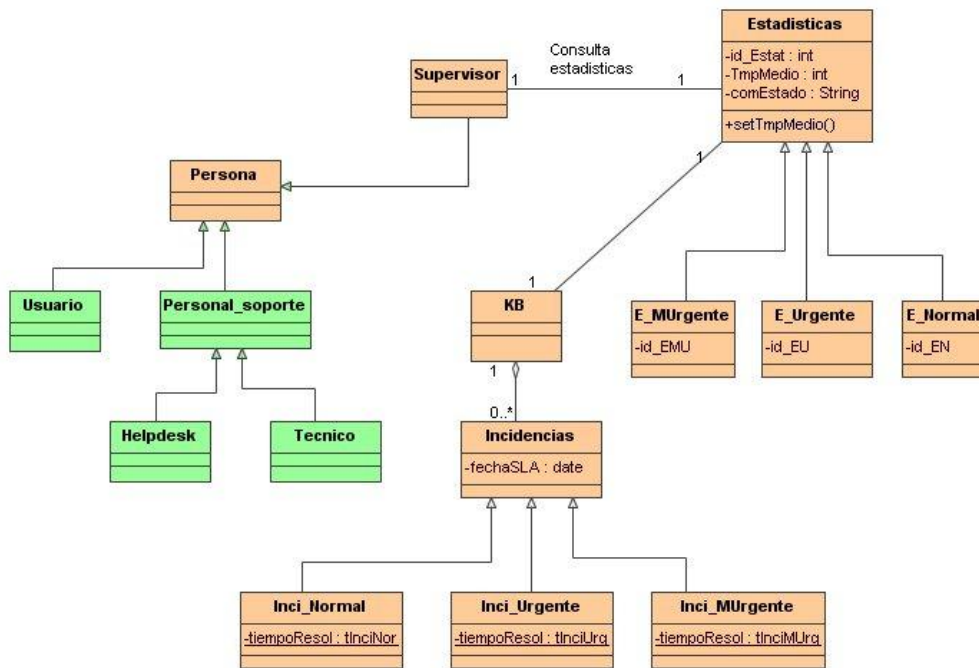 Estadisticas
-id_Estat : int
-TmpMedio : int
-comEstado : String
+setTmpMedio()
Consulta
estadisticas
Supervisor
1
1
Persona
1
Usuario
Personal_soporte
1
KB
E_MUrgente
-id_EMU
E_Urgente
-id_EU
E_Normal
-id_EN
1
0..*
Helpdesk
Tecnico
Incidencias
-fechaSLA : date
Inci_Normal
-tiempoResol : tInciNor
Inci_Urgente
-tiempoResol : tInciUrg
Inci_MUrgente
-tiempoResol : tInciMUrg